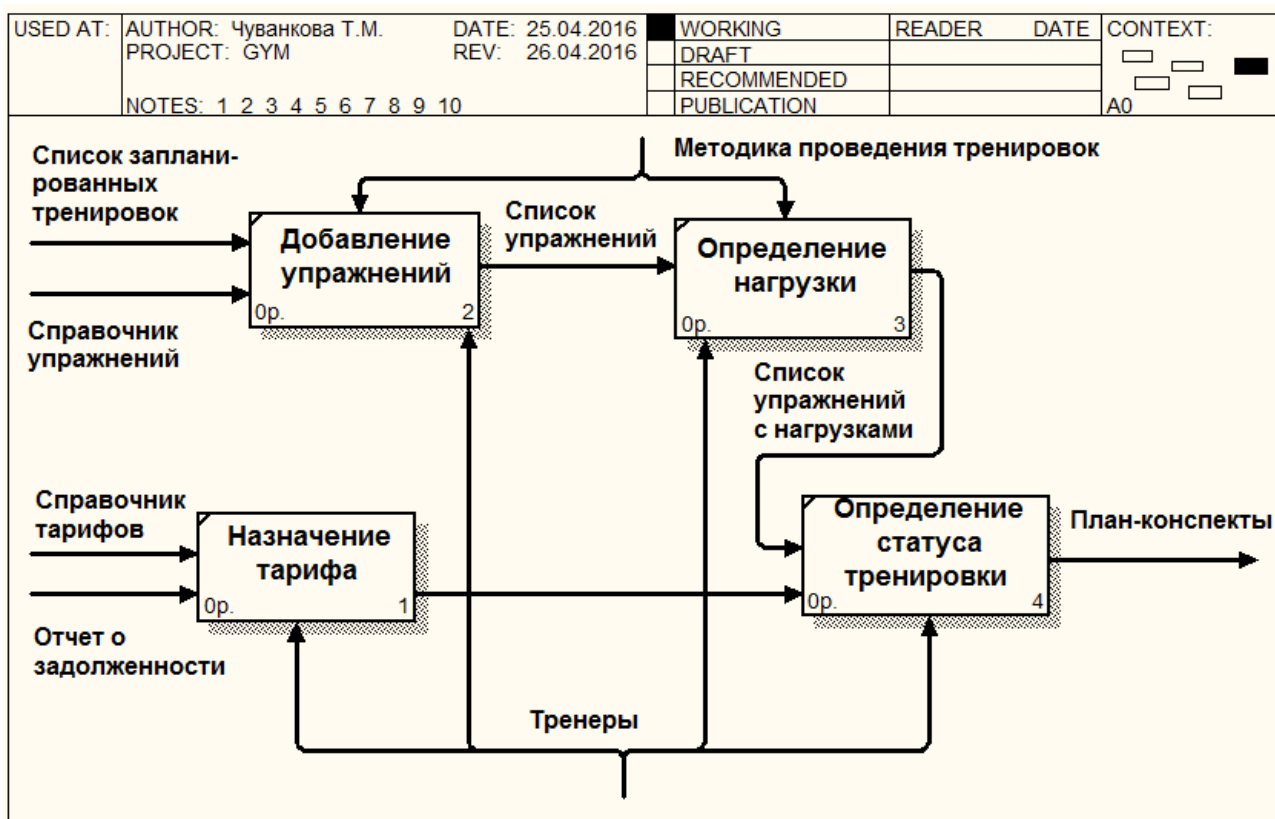 USED AT:
AUTHOR: Чуванкова Т.М.
DATE: 25.04.2016
PROJECT: GYM
REV: 26.04.2016
NOTES: 1 2 3 4 5 6 7 8 9 10
WORKING
DRAFT
RECOMMENDED
PUBLICATION
READER
DATE
CONTEXT:
A0
Список заплани-
рованных
тренировок
Методика проведения тренировок
Добавление
упражнений
0р.
2
Список
упражнений
Определение
нагрузки
0р.
3
Справочник
упражнений
Список
упражнений
с нагрузками
Справочник
тарифов
Назначение
тарифа
0р.
1
Определение
статуса
тренировки
0р.
4
План-конспекты
Отчет о
задолженности
Тренеры